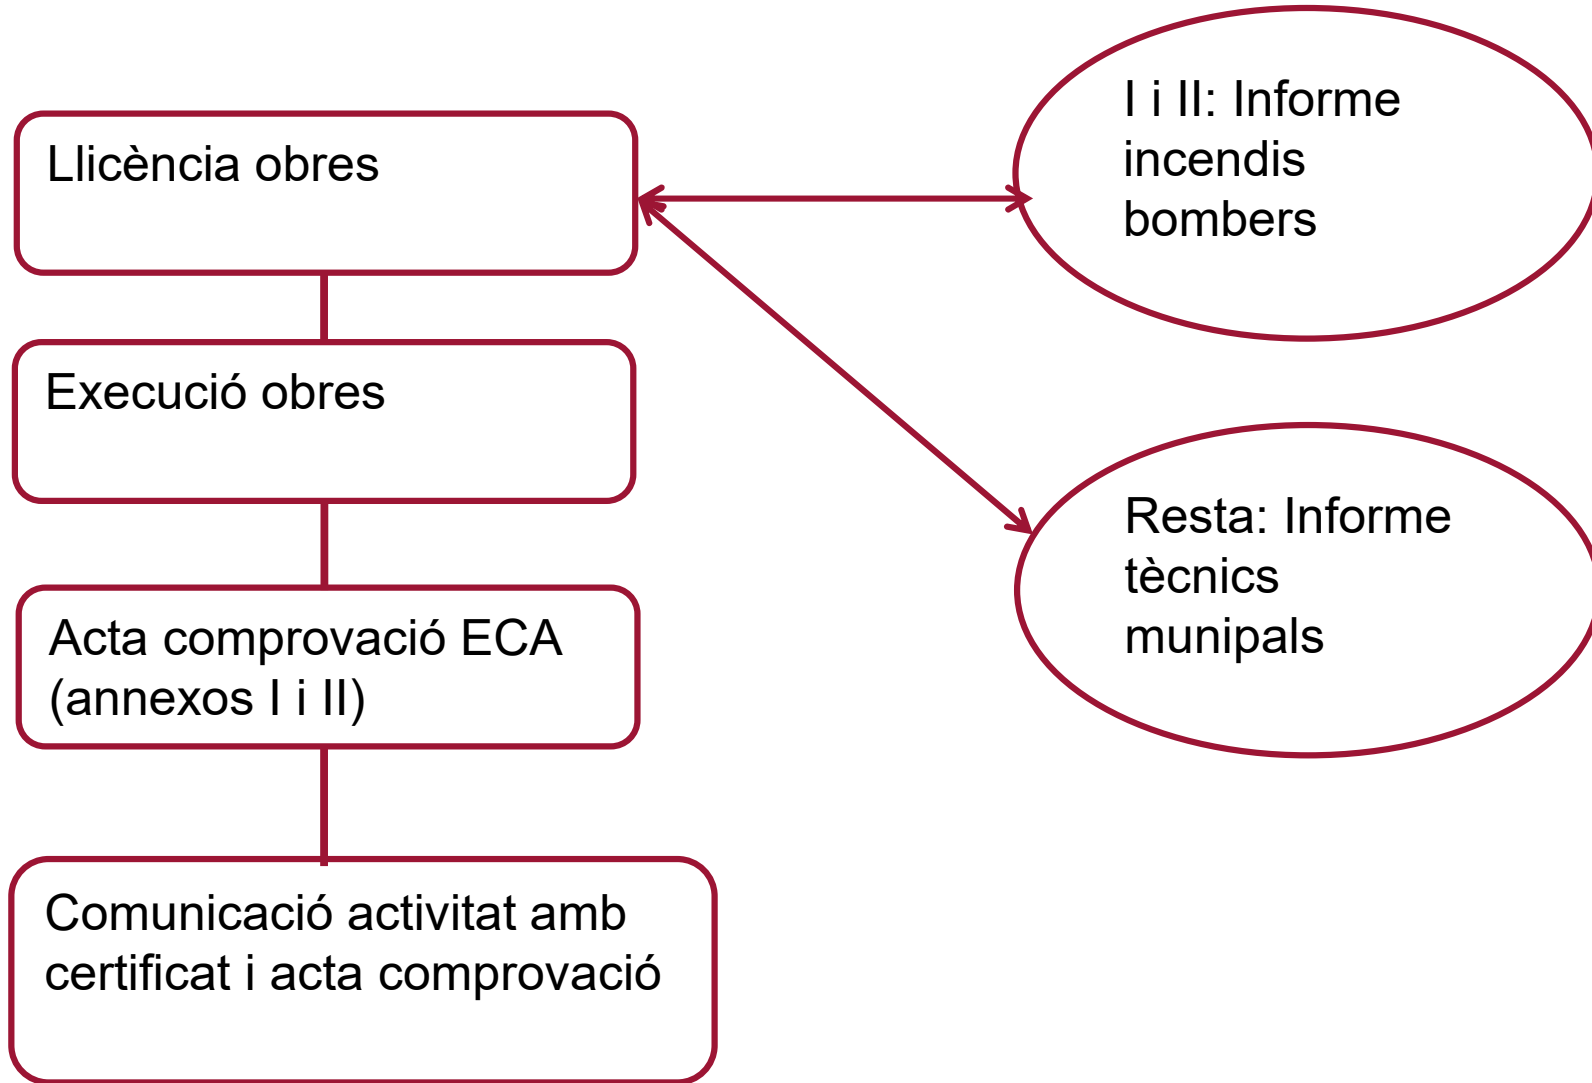 Llicència obres
Execució obres
Acta comprovació ECA
(annexos I i II)
Comunicació activitat amb
certificat i acta comprovació
I i II: Informe
incendis
bombers
Resta: Informe
tècnics
munipals